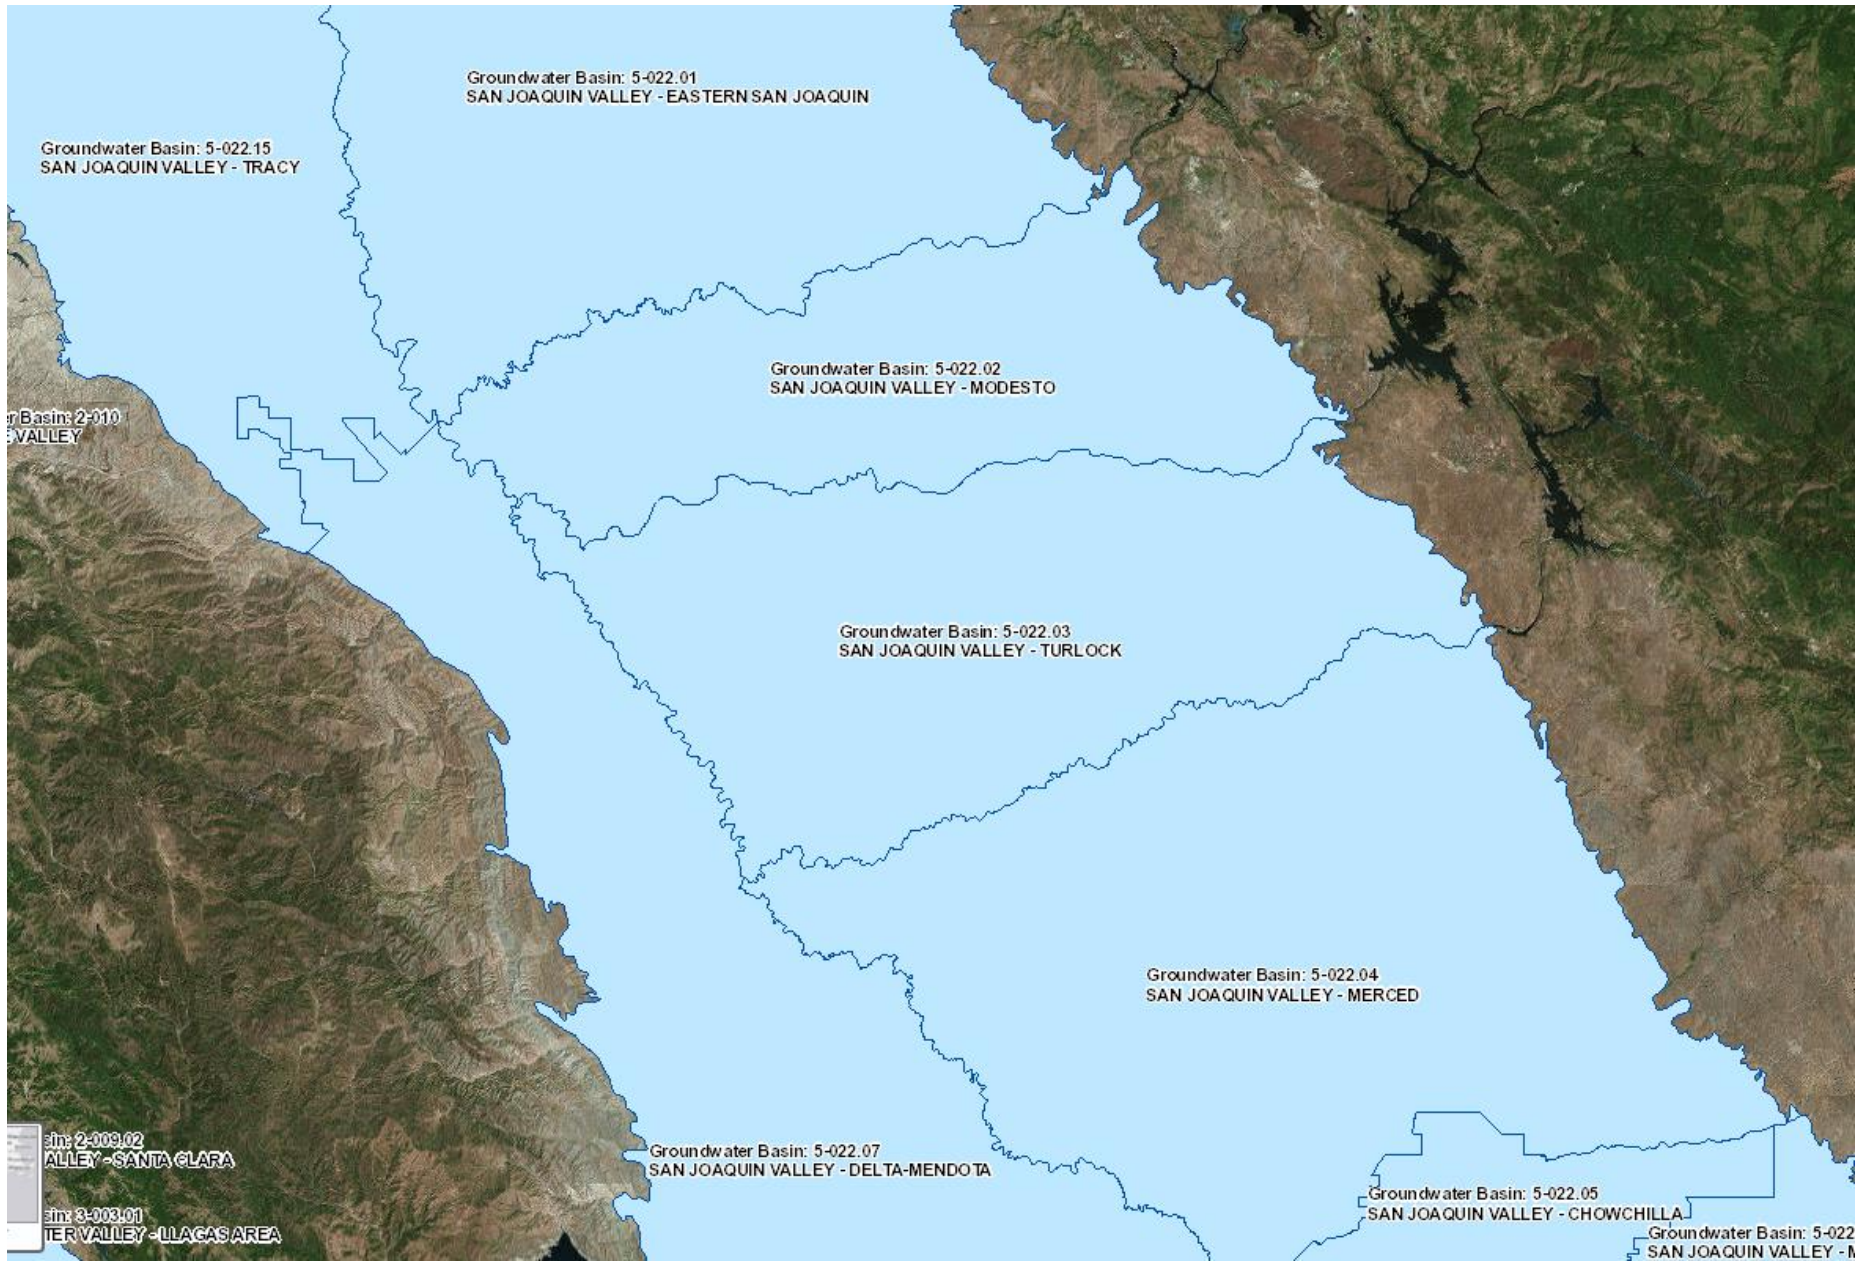 Groundwater Basin: 5-022.01
SAN JOAQUIN VALLEY - EASTERN SAN JOAQUIN
Groundwater Basin: 5-022.15
SAN JOAQUIN VALLEY - TRACY
Groundwater Basin: 5-022.02
SAN JOAQUIN VALLEY - MODESTO
Basin: 2-010
VALLEY
Groundwater Basin: 5-022.03
SAN JOAQUIN VALLEY - TURLOCK
Groundwater Basin: 5-022.04
SAN JOAQUIN VALLEY - MERCED
2-009.02
ALLEY - SANTA CLARA
Groundwater Basin: 5-022.07
SAN JOAQUIN VALLEY - DELTA-MENDOTA
Groundwater Basin: 5-022.05
SAN JOAQUIN VALLEY - CHOWCHILLA
3-003.01
TER VALLEY - LLAGAS AREA
Groundwater Basin: 5-022
SAN JOAQUIN VALLEY - M